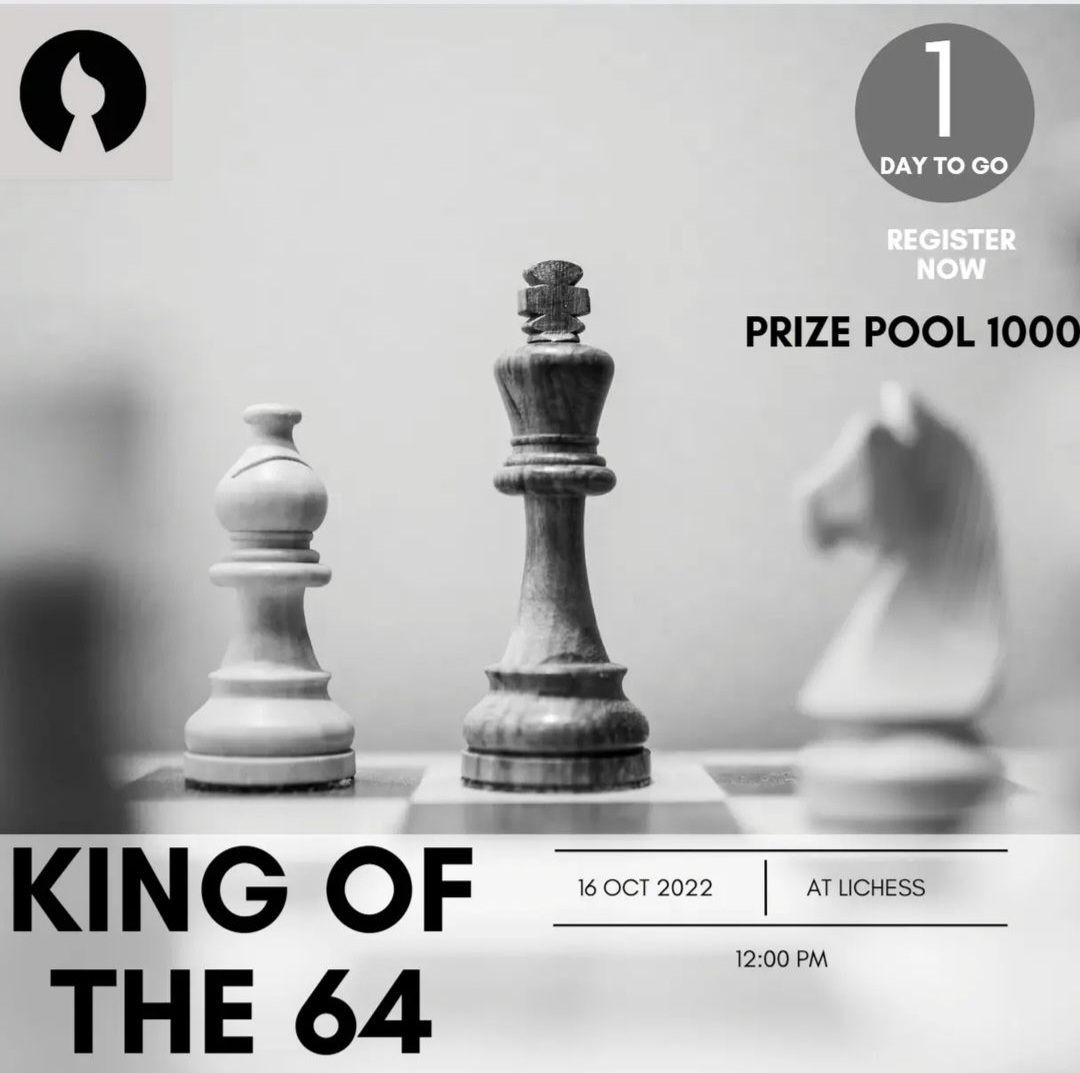 1
DAY TO GO
REGISTER
NOW
PRIZE POOL 1000
KING OF
THE 64
16 OCT 2022
AT LICHESS
12:00 PM